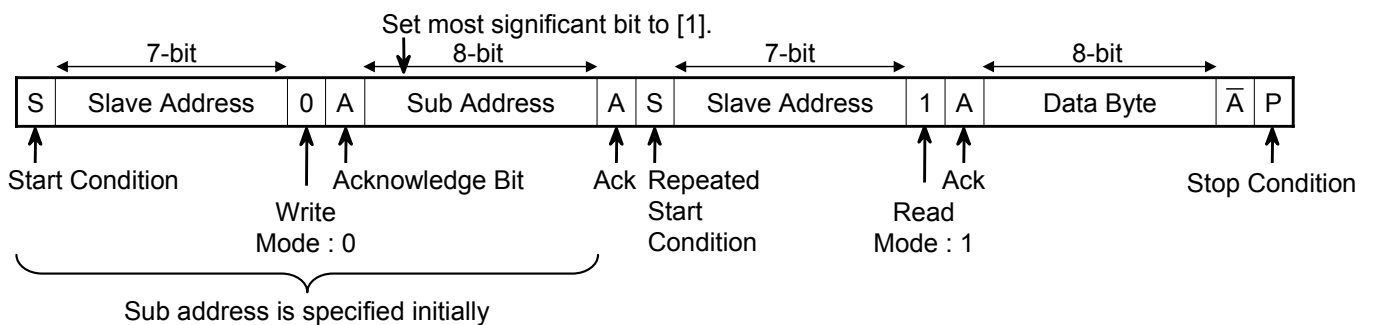 Set most significant bit to [1].
7-bit 8-bit 7-bit 8-bit
S Slave Address 0 A Sub Address A S Slave Address 1 A Data Byte A̅ P
Start Condition Acknowledge Bit Ack Repeated Start Condition Ack Stop Condition
Write Mode : 0 Read Mode : 1
Sub address is specified initially